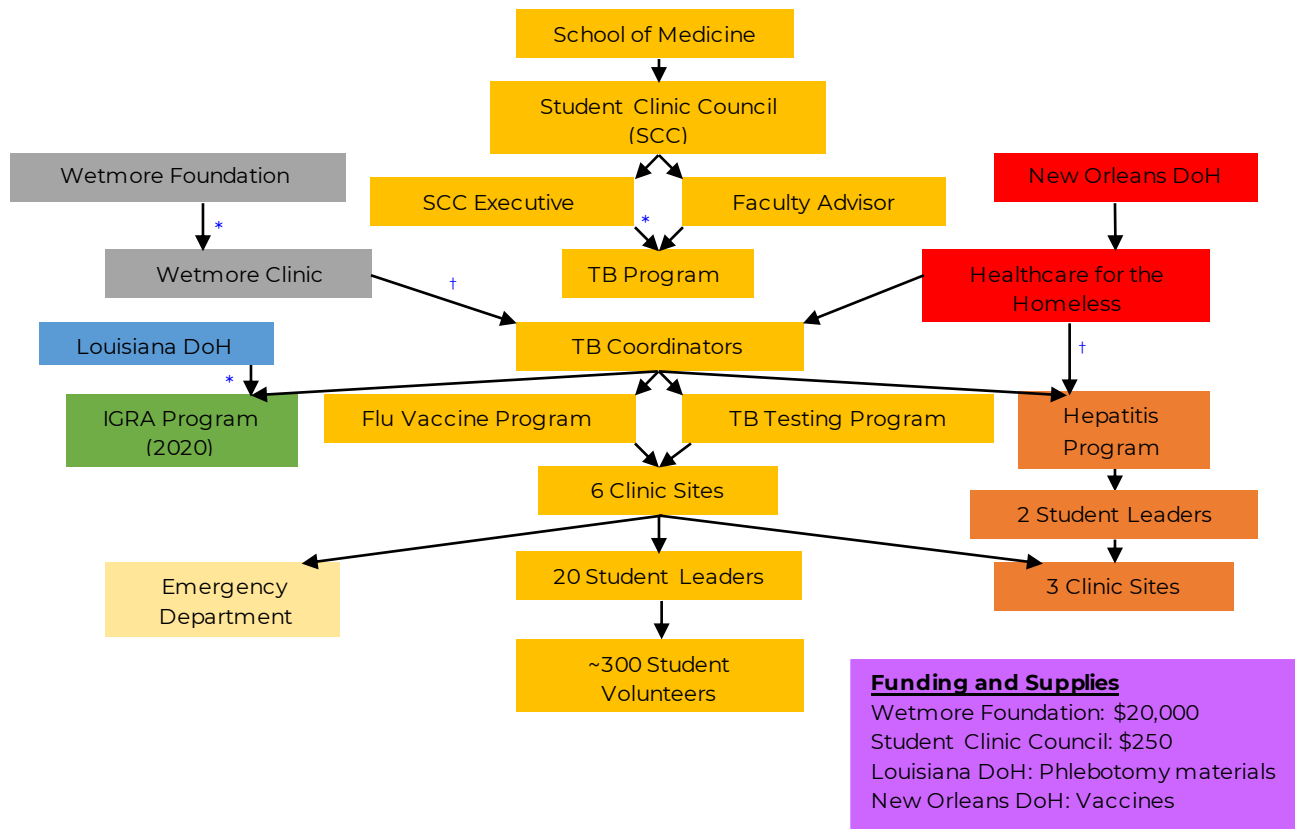 School of Medicine
Student Clinic Council
(SCC)
Wetmore Foundation
New Orleans DoH
SCC Executive
Faculty Advisor
*
*
Wetmore Clinic
TB Program
Healthcare for the
Homeless
†
Louisiana DoH
TB Coordinators
†
*
IGRA Program
(2020)
Flu Vaccine Program
TB Testing Program
Hepatitis
Program
6 Clinic Sites
2 Student Leaders
Emergency
Department
20 Student Leaders
3 Clinic Sites
~300 Student
Volunteers
Funding and Supplies
Wetmore Foundation: $20,000
Student Clinic Council: $250
Louisiana DoH: Phlebotomy materials
New Orleans DoH: Vaccines